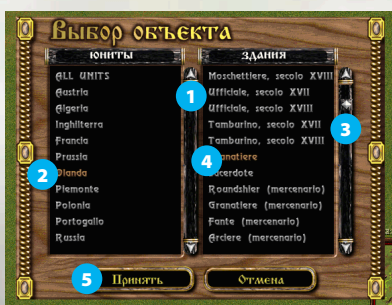 Выбор объекта
юниты
здания
ALL UNITS
Austria
Algeria
Inghilterra
Francia
Prussia
Olanda
Piemonte
Polonia
Portogallo
Russia
Moschettiere, secolo XVIII
Ufficiale, secolo XVII
Ufficiale, secolo XVIII
Tamburino, secolo XVII
Tamburino, secolo XVIII
Roundshier (mercenario)
Granatiere (mercenario)
Fante (mercenario)
Arciere (mercenario)
1
2
3
4
5
Принять
Отмена